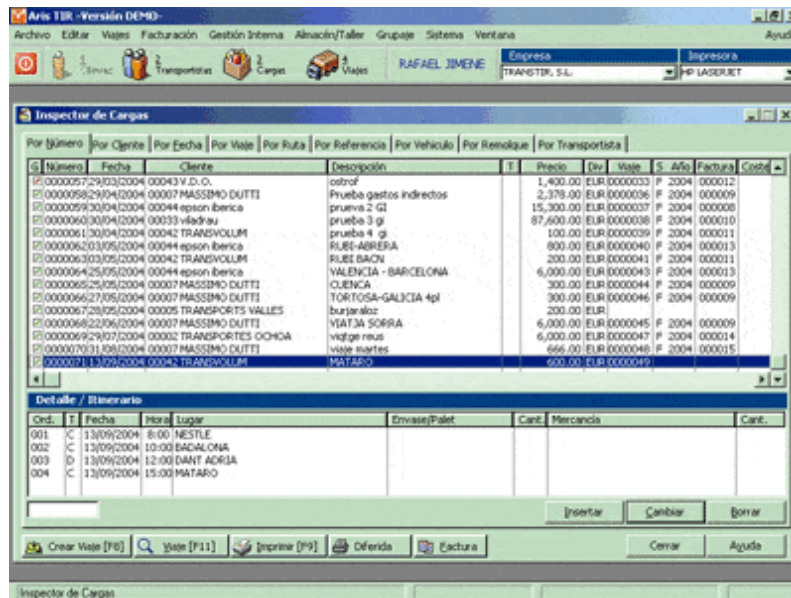 Aris TIR -Versión DEMO-
Archivo Editar Viajes Facturación Gestión Interna Almacén/Taller Grupaje Sistema Ventana Ayud
2 Transportistas 3 Cargas 4 Viajes RAFAEL JIMENE Empresa Impresora
TRANSTIR, S.L. HP LASERJET
Inspector de Cargas
Por Número Por Cliente Por Fecha Por Viaje Por Ruta Por Referencia Por Vehiculo Por Remolque Por Transportista
G Número Fecha Cliente Descripción T Precio Div Viaje S Año Factura Coste
0000057 29/03/2004 00043 V.D.O. ostrof 1,400.00 EUR 0000033 F 2004 000012
0000058 29/04/2004 00007 MASSIMO DUTTI Prueba gastos indirectos 2,378.00 EUR 0000036 F 2004 000009
0000059 30/04/2004 00044 epson iberica prueva 2 GI 15,300.00 EUR 0000037 F 2004 000008
0000060 30/04/2004 00033 viladrau prueba 3 gi 87,600.00 EUR 0000038 F 2004 000010
0000061 30/04/2004 00042 TRANSVOLUM prueba 4 gi 100.00 EUR 0000039 F 2004 000011
0000062 03/05/2004 00044 epson iberica RUBI-ABRERA 800.00 EUR 0000040 F 2004 000013
0000063 03/05/2004 00042 TRANSVOLUM RUBI BACN 200.00 EUR 0000041 F 2004 000011
0000064 25/05/2004 00044 epson iberica VALENCIA - BARCELONA 6,000.00 EUR 0000043 F 2004 000013
0000065 25/05/2004 00007 MASSIMO DUTTI CUENCA 300.00 EUR 0000044 F 2004 000009
0000066 27/05/2004 00007 MASSIMO DUTTI TORTOSA-GALICIA 4pl 300.00 EUR 0000046 F 2004 000009
0000067 28/05/2004 00005 TRANSPORTS VALLES burjaraloz 200.00 EUR
0000068 22/06/2004 00007 MASSIMO DUTTI VIATJA SORRA 6,000.00 EUR 0000045 F 2004 000009
0000069 29/07/2004 00002 TRANSPORTES OCHOA viatge reus 6,000.00 EUR 0000047 F 2004 000014
0000070 31/08/2004 00007 MASSIMO DUTTI viaje martes 666.00 EUR 0000048 F 2004 000015
0000071 13/09/2004 00042 TRANSVOLUM MATARO 600.00 EUR 0000049
Detalle / Itinerario
Ord. T Fecha Hora Lugar Envase/Palet Cant. Mercancía Cant.
001 C 13/09/2004 8:00 NESTLE
002 C 13/09/2004 10:00 BADALONA
003 D 13/09/2004 12:00 DANT ADRIA
004 C 13/09/2004 15:00 MATARO
Insertar Cambiar Borrar
Crear Viaje [F8] Viaje [F11] Imprimir [F9] Diferida Factura Cerrar Ayuda
Inspector de Cargas